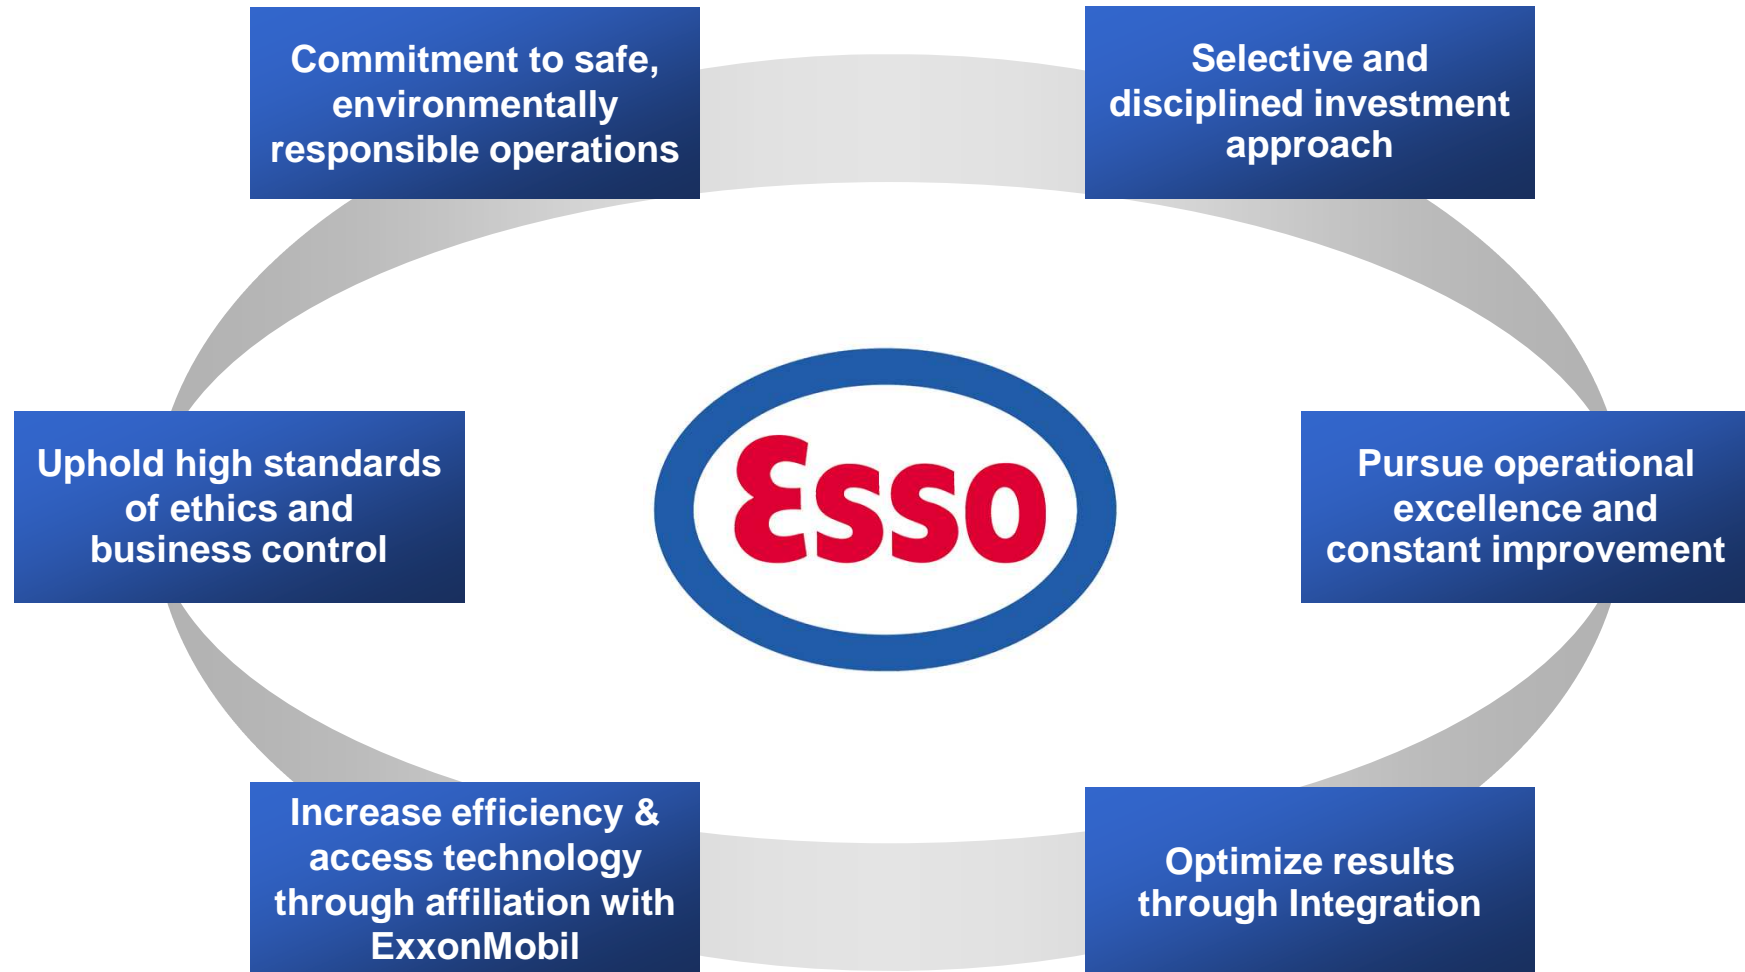 Commitment to safe,
environmentally
responsible operations
Selective and
disciplined investment
approach
Uphold high standards
of ethics and
business control
Esso
Pursue operational
excellence and
constant improvement
Increase efficiency &
access technology
through affiliation with
ExxonMobil
Optimize results
through Integration